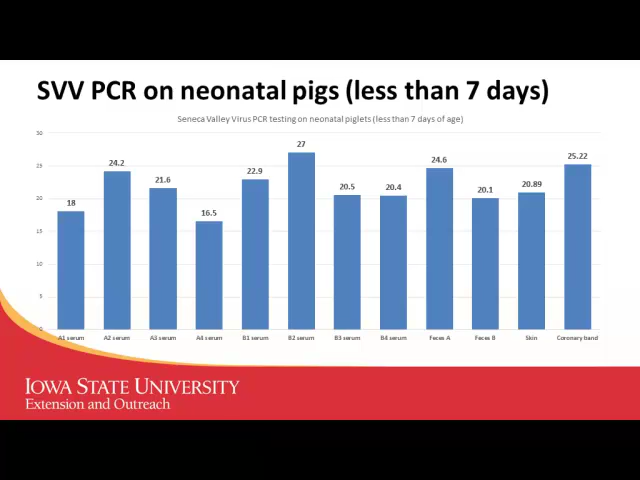 SVV PCR on neonatal pigs (less than 7 days)
Seneca Valley Virus PCR testing on neonatal piglets (less than 7 days of age)
30
25
20
15
10
5
0
18
24.2
21.6
16.5
22.9
27
20.5
20.4
24.6
20.1
20.89
25.22
A1 serum
A2 serum
A3 serum
A4 serum
B1 serum
B2 serum
B3 serum
B4 serum
Feces A
Feces B
Skin
Coronary band
IOWA STATE UNIVERSITY
Extension and Outreach